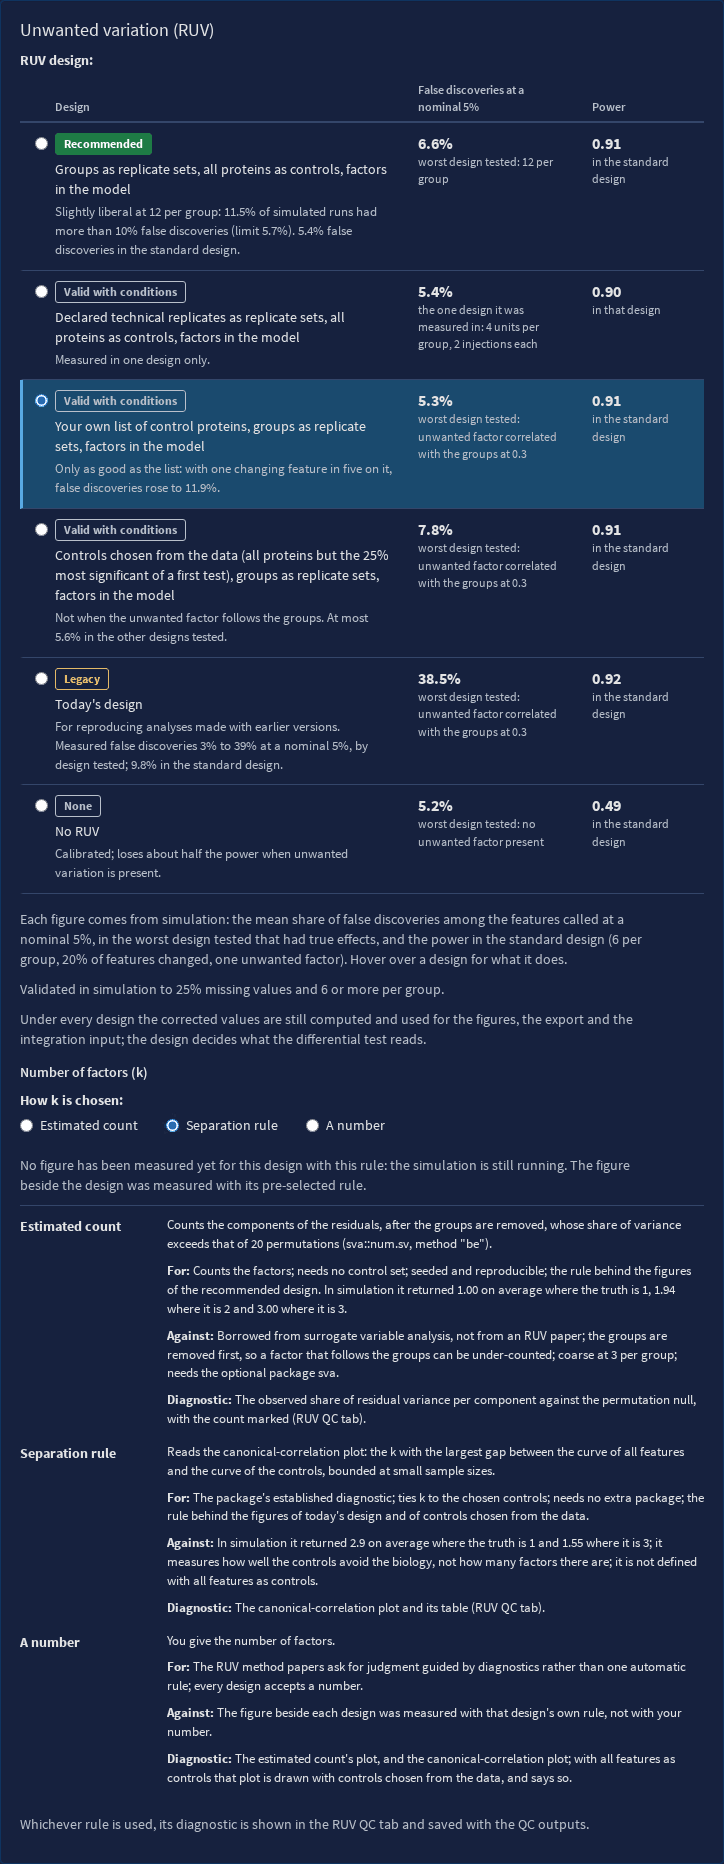 Unwanted variation (RUV)
RUV design:
Design
False discoveries at a
nominal 5%
Power
Recommended
Groups as replicate sets, all proteins as controls, factors
in the model
Slightly liberal at 12 per group: 11.5% of simulated runs had
more than 10% false discoveries (limit 5.7%). 5.4% false
discoveries in the standard design.
6.6%
worst design tested: 12 per
group
0.91
in the standard
design
Valid with conditions
Declared technical replicates as replicate sets, all
proteins as controls, factors in the model
Measured in one design only.
5.4%
the one design it was
measured in: 4 units per
group, 2 injections each
0.90
in that design
Valid with conditions
Your own list of control proteins, groups as replicate
sets, factors in the model
Only as good as the list: with one changing feature in five on it,
false discoveries rose to 11.9%.
5.3%
worst design tested:
unwanted factor correlated
with the groups at 0.3
0.91
in the standard
design
Valid with conditions
Controls chosen from the data (all proteins but the 25%
most significant of a first test), groups as replicate sets,
factors in the model
Not when the unwanted factor follows the groups. At most
5.6% in the other designs tested.
7.8%
worst design tested:
unwanted factor correlated
with the groups at 0.3
0.91
in the standard
design
Legacy
Today's design
For reproducing analyses made with earlier versions.
Measured false discoveries 3% to 39% at a nominal 5%, by
design tested; 9.8% in the standard design.
38.5%
worst design tested:
unwanted factor correlated
with the groups at 0.3
0.92
in the standard
design
None
No RUV
Calibrated; loses about half the power when unwanted
variation is present.
5.2%
worst design tested: no
unwanted factor present
0.49
in the standard
design
Each figure comes from simulation: the mean share of false discoveries among the features called at a
nominal 5%, in the worst design tested that had true effects, and the power in the standard design (6 per
group, 20% of features changed, one unwanted factor). Hover over a design for what it does.
Validated in simulation to 25% missing values and 6 or more per group.
Under every design the corrected values are still computed and used for the figures, the export and the
integration input; the design decides what the differential test reads.
Number of factors (k)
How k is chosen:
Estimated count
Separation rule
A number
No figure has been measured yet for this design with this rule: the simulation is still running. The figure
beside the design was measured with its pre-selected rule.
Estimated count
Counts the components of the residuals, after the groups are removed, whose share of variance
exceeds that of 20 permutations (sva::num.sv, method "be").
For: Counts the factors; needs no control set; seeded and reproducible; the rule behind the figures
of the recommended design. In simulation it returned 1.00 on average where the truth is 1, 1.94
where it is 2 and 3.00 where it is 3.
Against: Borrowed from surrogate variable analysis, not from an RUV paper; the groups are
removed first, so a factor that follows the groups can be under-counted; coarse at 3 per group;
needs the optional package sva.
Diagnostic: The observed share of residual variance per component against the permutation null,
with the count marked (RUV QC tab).
Separation rule
Reads the canonical-correlation plot: the k with the largest gap between the curve of all features
and the curve of the controls, bounded at small sample sizes.
For: The package's established diagnostic; ties k to the chosen controls; needs no extra package; the
rule behind the figures of today's design and of controls chosen from the data.
Against: In simulation it returned 2.9 on average where the truth is 1 and 1.55 where it is 3; it
measures how well the controls avoid the biology, not how many factors there are; it is not defined
with all features as controls.
Diagnostic: The canonical-correlation plot and its table (RUV QC tab).
A number
You give the number of factors.
For: The RUV method papers ask for judgment guided by diagnostics rather than one automatic
rule; every design accepts a number.
Against: The figure beside each design was measured with that design's own rule, not with your
number.
Diagnostic: The estimated count's plot, and the canonical-correlation plot; with all features as
controls that plot is drawn with controls chosen from the data, and says so.
Whichever rule is used, its diagnostic is shown in the RUV QC tab and saved with the QC outputs.